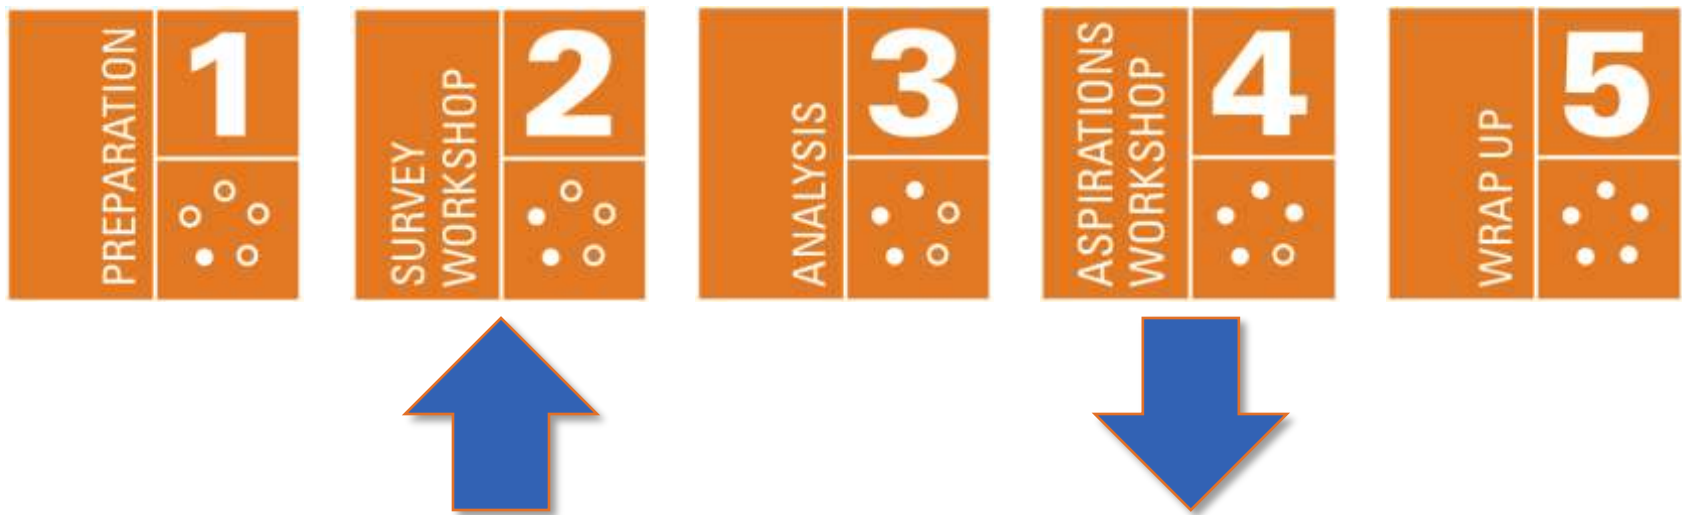 PREPARATION
1
SURVEY
WORKSHOP
2
ANALYSIS
3
ASPIRATIONS
WORKSHOP
4
WRAP UP
5